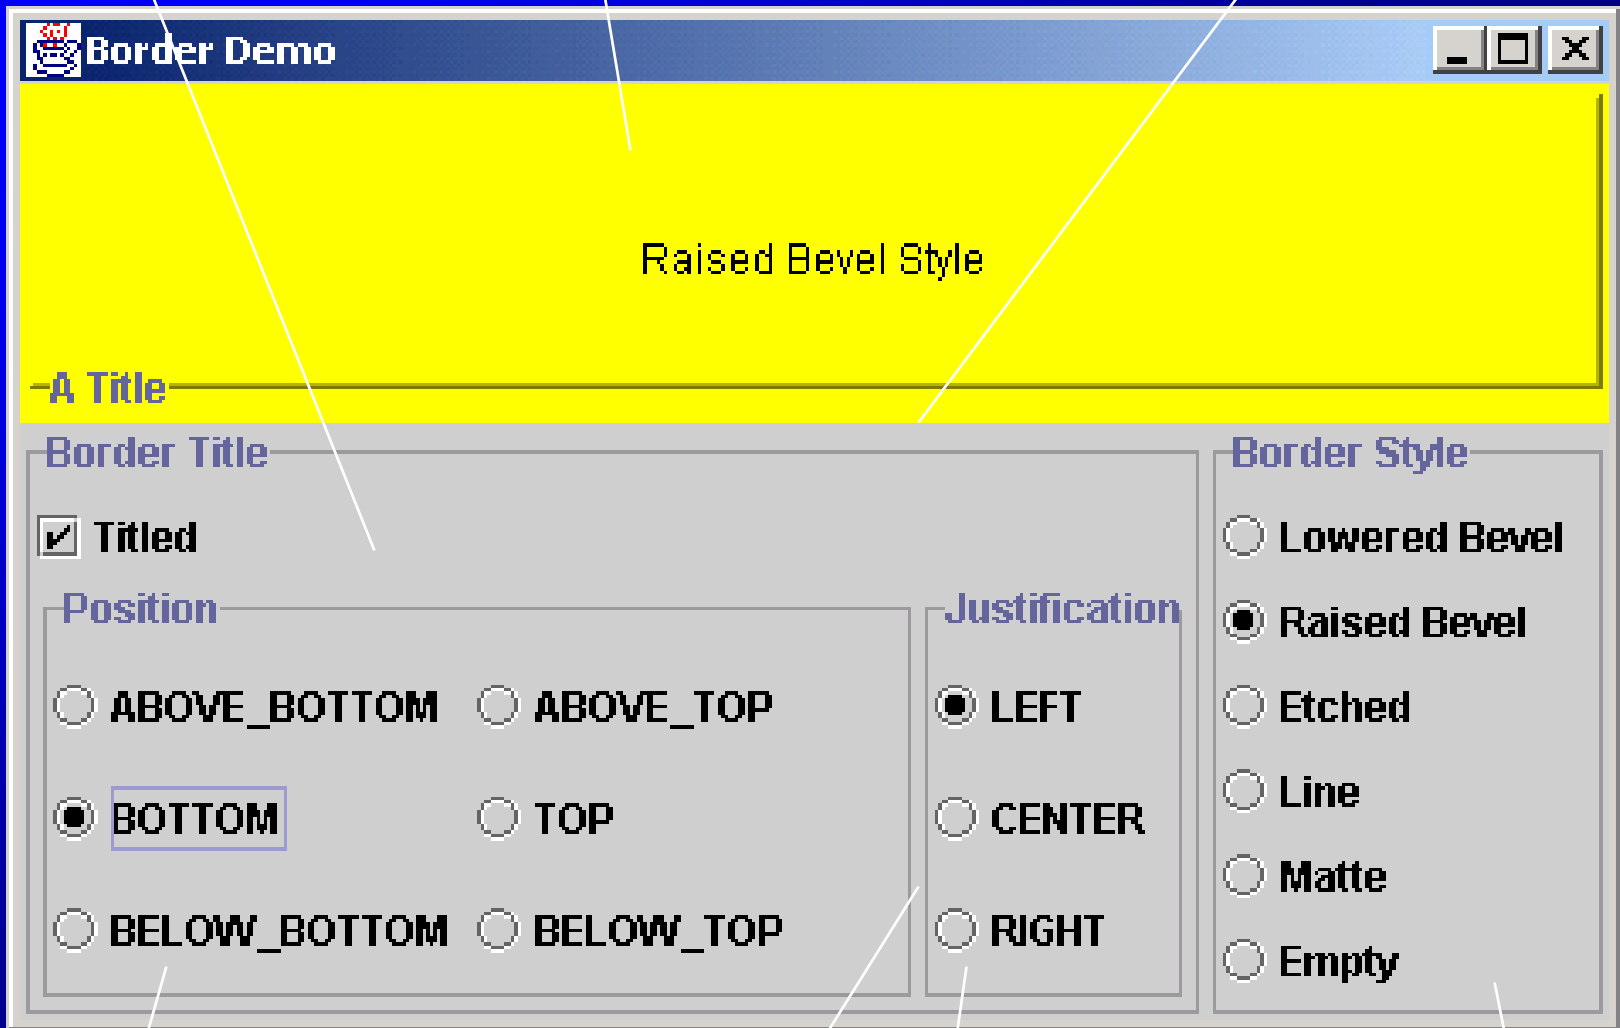 Border Demo
Raised Bevel Style
A Title
Border Title
Titled
Position
ABOVE_BOTTOM
ABOVE_TOP
BOTTOM
TOP
BELOW_BOTTOM
BELOW_TOP
Justification
LEFT
CENTER
RIGHT
Border Style
Lowered Bevel
Raised Bevel
Etched
Line
Matte
Empty